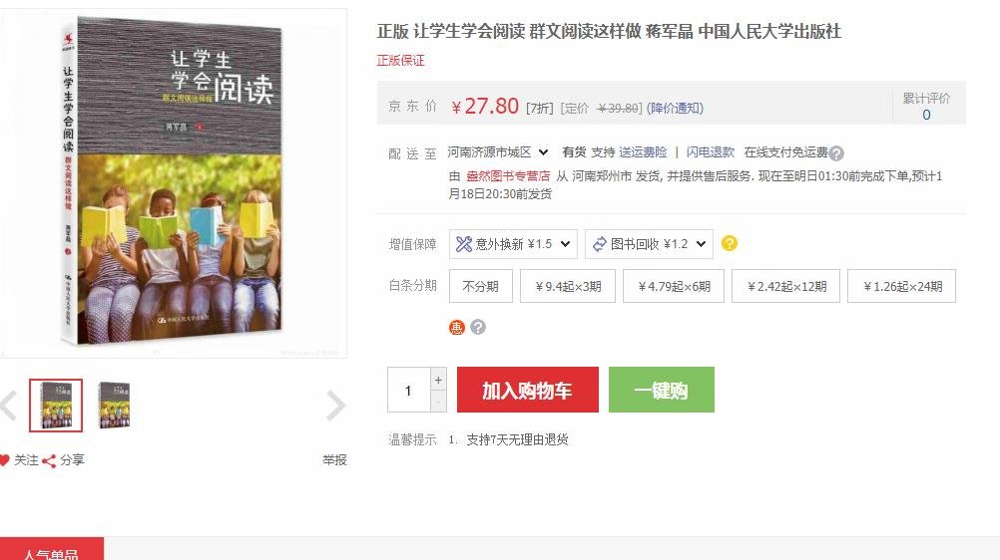 正版 让学生学会阅读 群文阅读这样做 蒋军晶 中国人民大学出版社
正版保证
京东价 ￥27.80 [7折] [定价 ￥39.80] (降价通知)
累计评价
0
配送至 河南济源市城区 有货 支持 送运费险 | 闪电退款 在线支付免运费 ?
由 盎然图书专营店 从 河南郑州市 发货, 并提供售后服务. 现在至明日01:30前完成下单,预计1
月18日20:30前发货
增值保障 意外换新 ¥1.5 图书回收 ¥1.2 ?
白条分期 不分期 ￥9.4起×3期 ￥4.79起×6期 ￥2.42起×12期 ￥1.26起×24期
惠 ?
1 + - 加入购物车 一键购
温馨提示 1. 支持7天无理由退货
让学生
学会阅读
群文阅读这样做
蒋军晶
中国人民大学出版社
让学生学会阅读
群文阅读这样做
蒋军晶
中国人民大学出版社
关注 分享 举报
人气单品